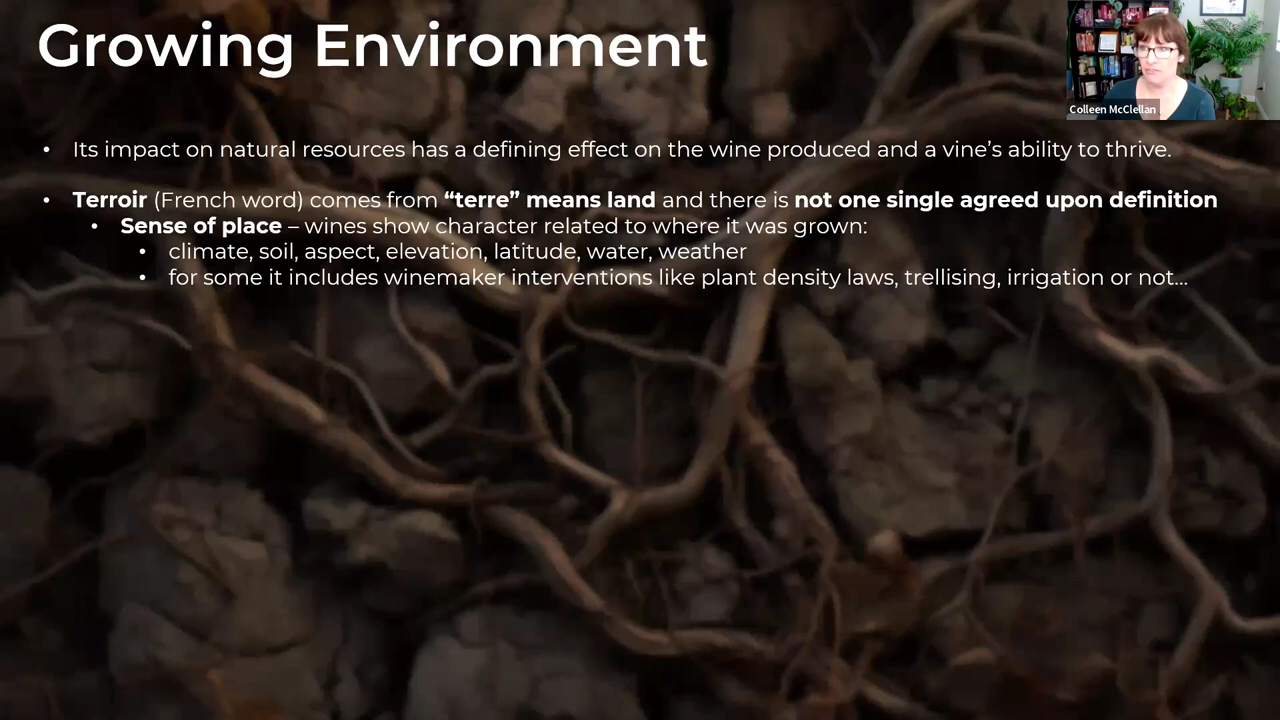 Growing Environment
Colleen McClellan
• Its impact on natural resources has a defining effect on the wine produced and a vine’s ability to thrive.
• Terroir (French word) comes from “terre” means land and there is not one single agreed upon definition
• Sense of place – wines show character related to where it was grown:
• climate, soil, aspect, elevation, latitude, water, weather
• for some it includes winemaker interventions like plant density laws, trellising, irrigation or not...